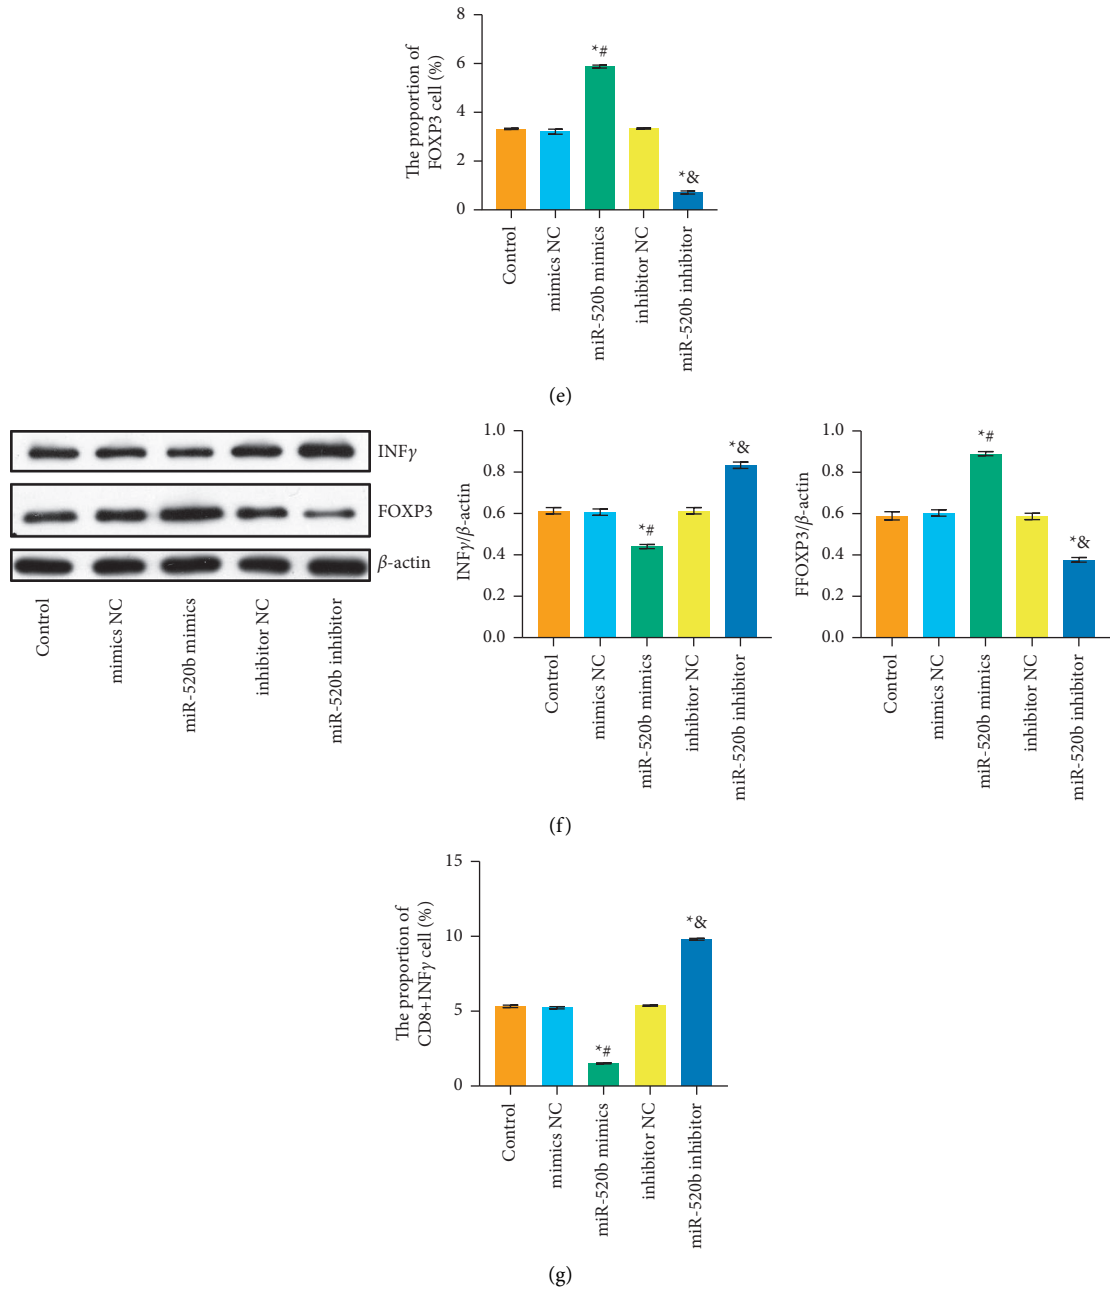 The proportion of
FOXP3 cell (%)
8
6
4
2
0
*#
*&
Control
mimics NC
miR-520b mimics
inhibitor NC
miR-520b inhibitor
(e)
INFγ
FOXP3
β-actin
Control
mimics NC
miR-520b mimics
inhibitor NC
miR-520b inhibitor
INFγ/β-actin
1.0
0.8
0.6
0.4
0.6
0.0
*#
*&
Control
mimics NC
miR-520b mimics
inhibitor NC
miR-520b inhibitor
FFOXP3/β-actin
1.0
0.8
0.6
0.4
0.6
0.0
*#
*&
Control
mimics NC
miR-520b mimics
inhibitor NC
miR-520b inhibitor
(f)
The proportion of
CD8+INFγ cell (%)
15
10
5
0
*#
*&
Control
mimics NC
miR-520b mimics
inhibitor NC
miR-520b inhibitor
(g)